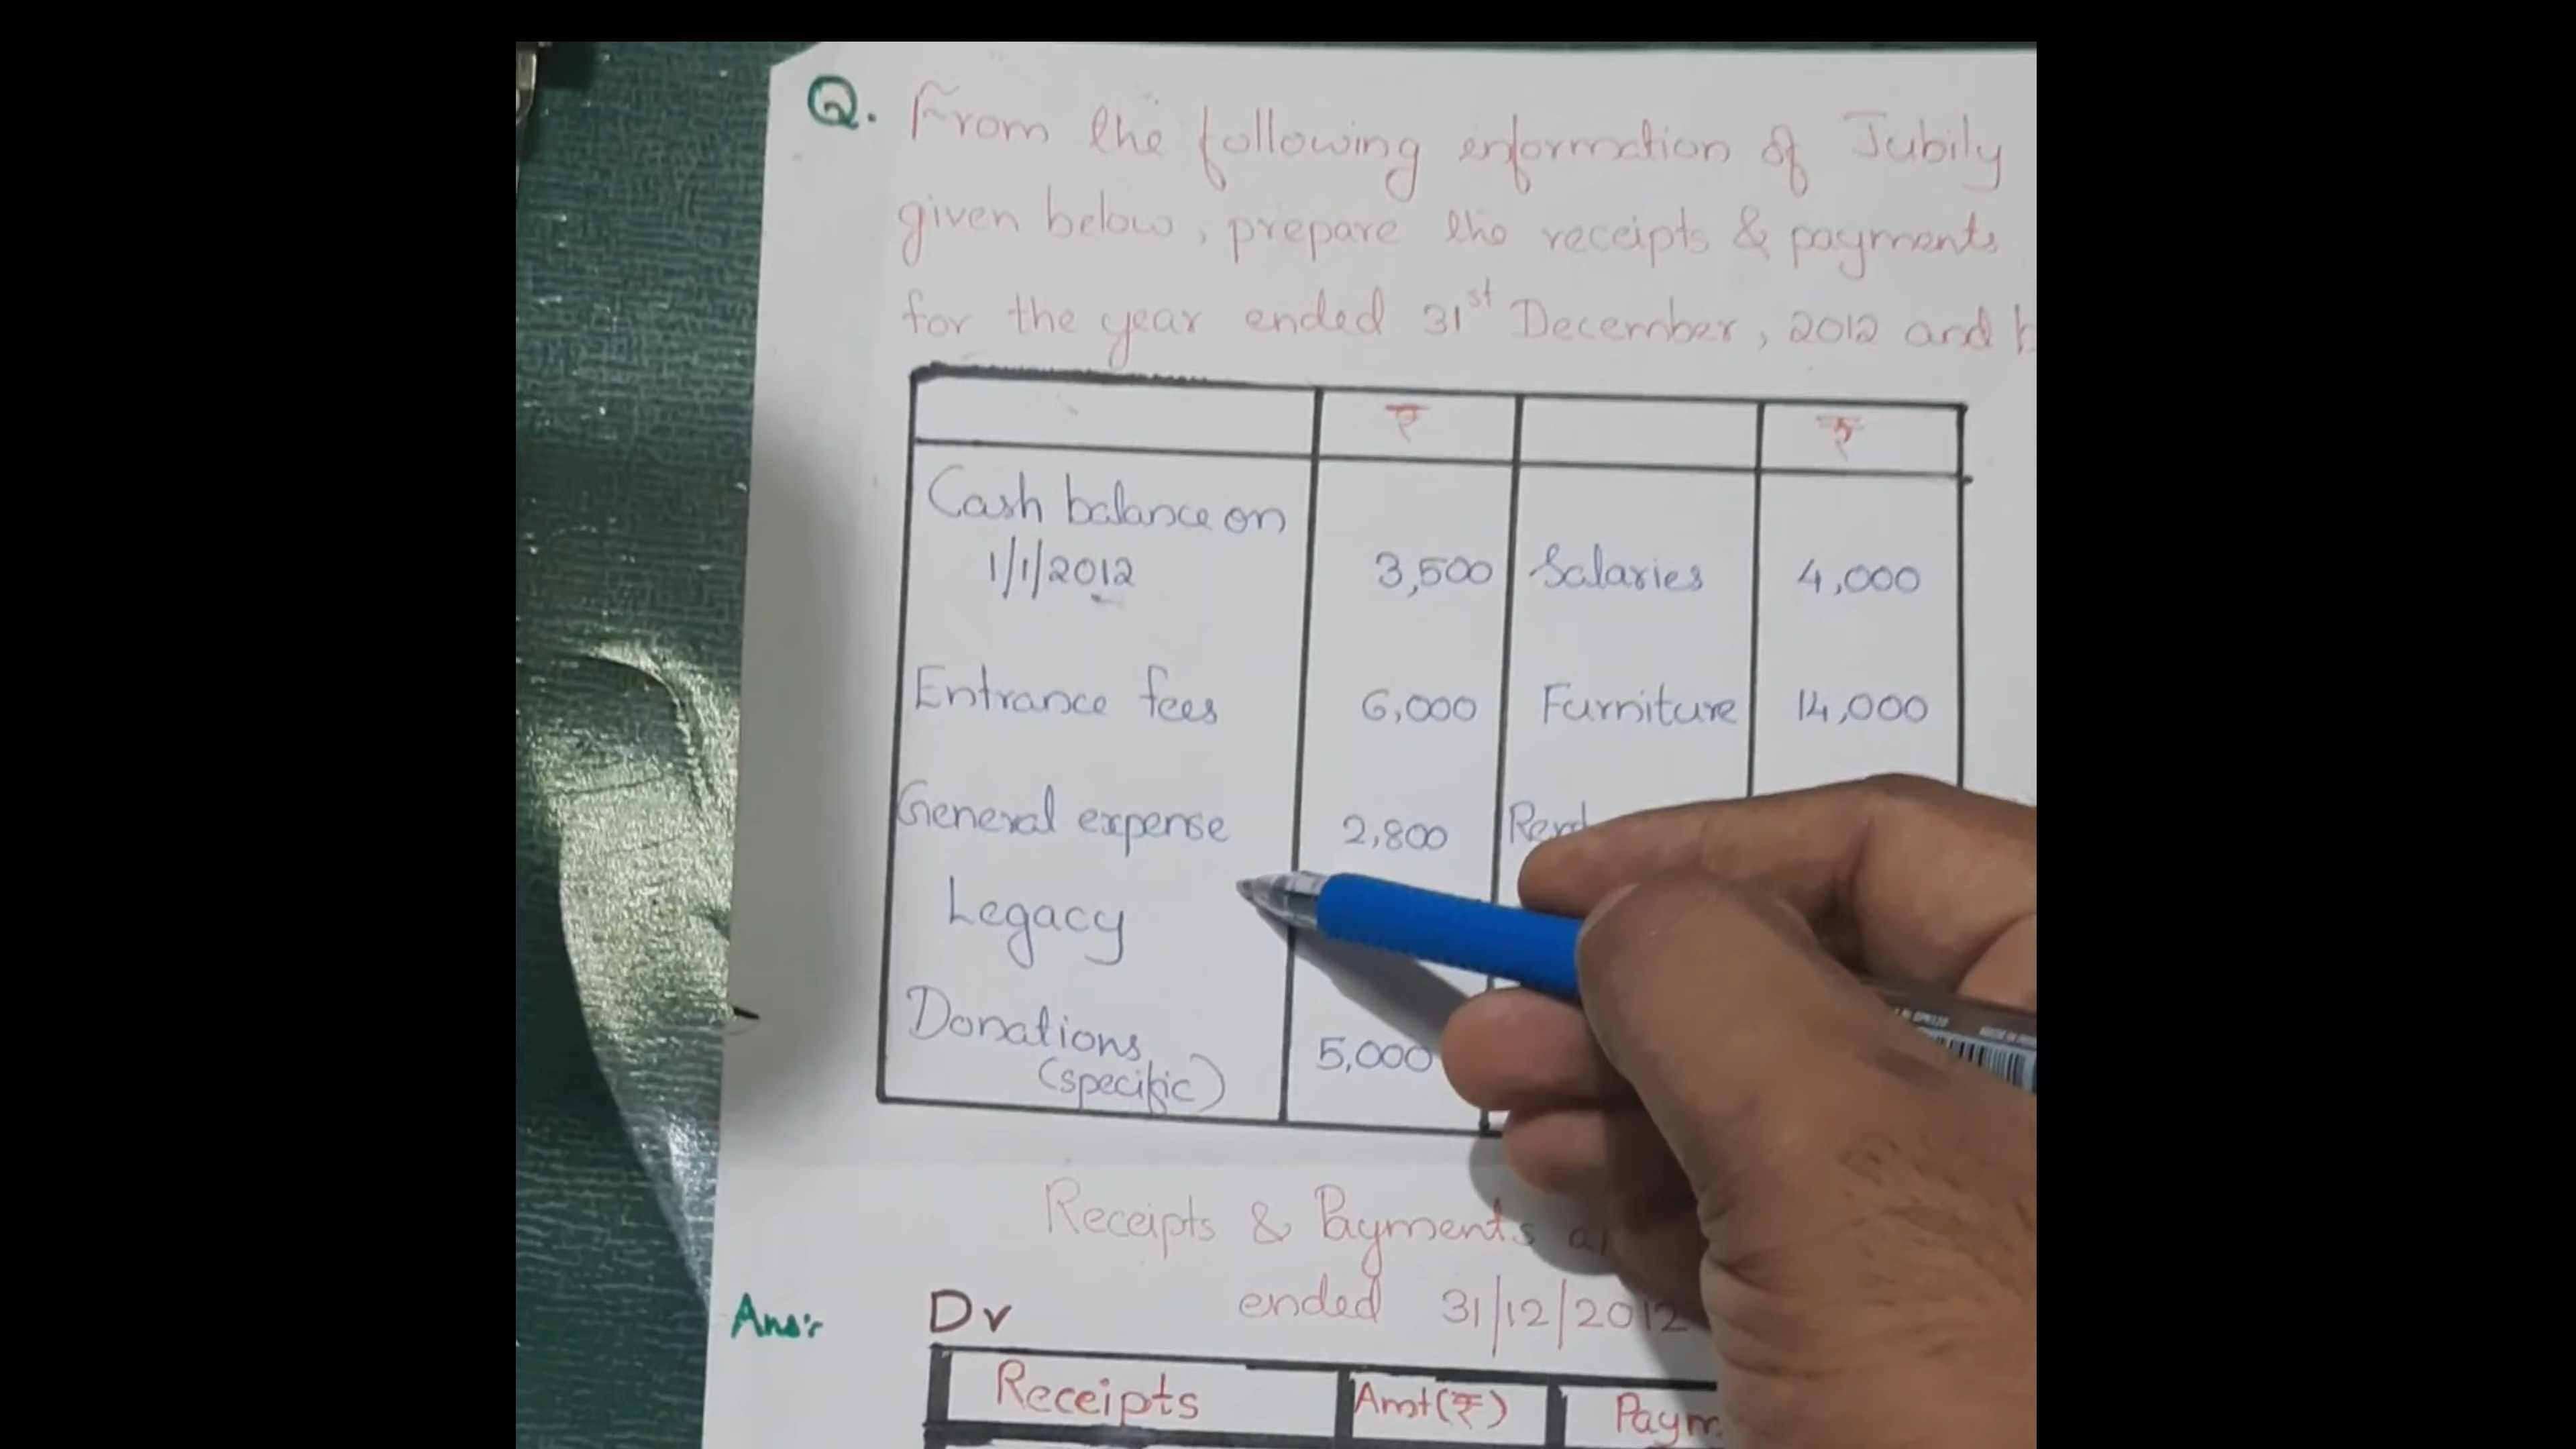 Q. From the following information of Jubily
given below, prepare the receipts & payments
for the year ended 31st December, 2012 and
₹ ₹
Cash balance on
1/1/2012 3,500 Salaries 4,000
Entrance fees 6,000 Furniture 14,000
General expense 2,800
Legacy
Donations
(specific) 5,000
Receipts & Payments
ended 31/12/2012
Ans: Dr
Receipts Amt(₹)